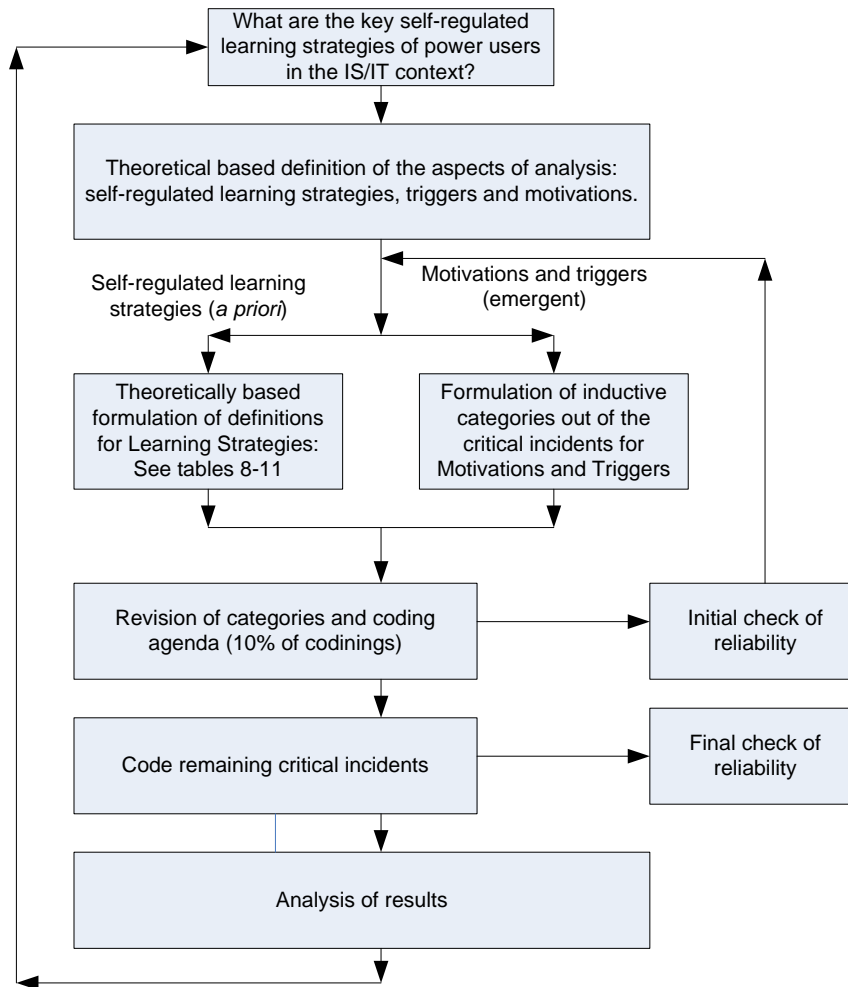 What are the key self-regulated
learning strategies of power users
in the IS/IT context?
Theoretical based definition of the aspects of analysis:
self-regulated learning strategies, triggers and motivations.
Self-regulated learning
strategies (a priori)
Motivations and triggers
(emergent)
Theoretically based
formulation of definitions
for Learning Strategies:
See tables 8-11
Formulation of inductive
categories out of the
critical incidents for
Motivations and Triggers
Revision of categories and coding
agenda (10% of codinings)
Initial check of
reliability
Code remaining critical incidents
Final check of
reliability
Analysis of results